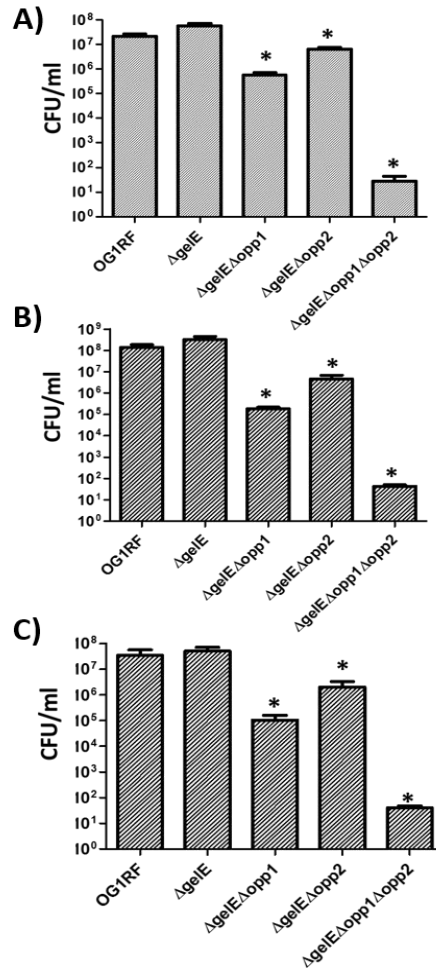 A)
CFU/ml
10⁸
10⁷
10⁶
10⁵
10⁴
10³
10²
10¹
10⁰
*
*
*
OG1RF
ΔgelE
ΔgelEΔopp1
ΔgelEΔopp2
ΔgelEΔopp1Δopp2
B)
CFU/ml
10⁹
10⁸
10⁷
10⁶
10⁵
10⁴
10³
10²
10¹
10⁰
*
*
*
OG1RF
ΔgelE
ΔgelEΔopp1
ΔgelEΔopp2
ΔgelEΔopp1Δopp2
C)
CFU/ml
10⁸
10⁷
10⁶
10⁵
10⁴
10³
10²
10¹
10⁰
*
*
*
OG1RF
ΔgelE
ΔgelEΔopp1
ΔgelEΔopp2
ΔgelEΔopp1Δopp2